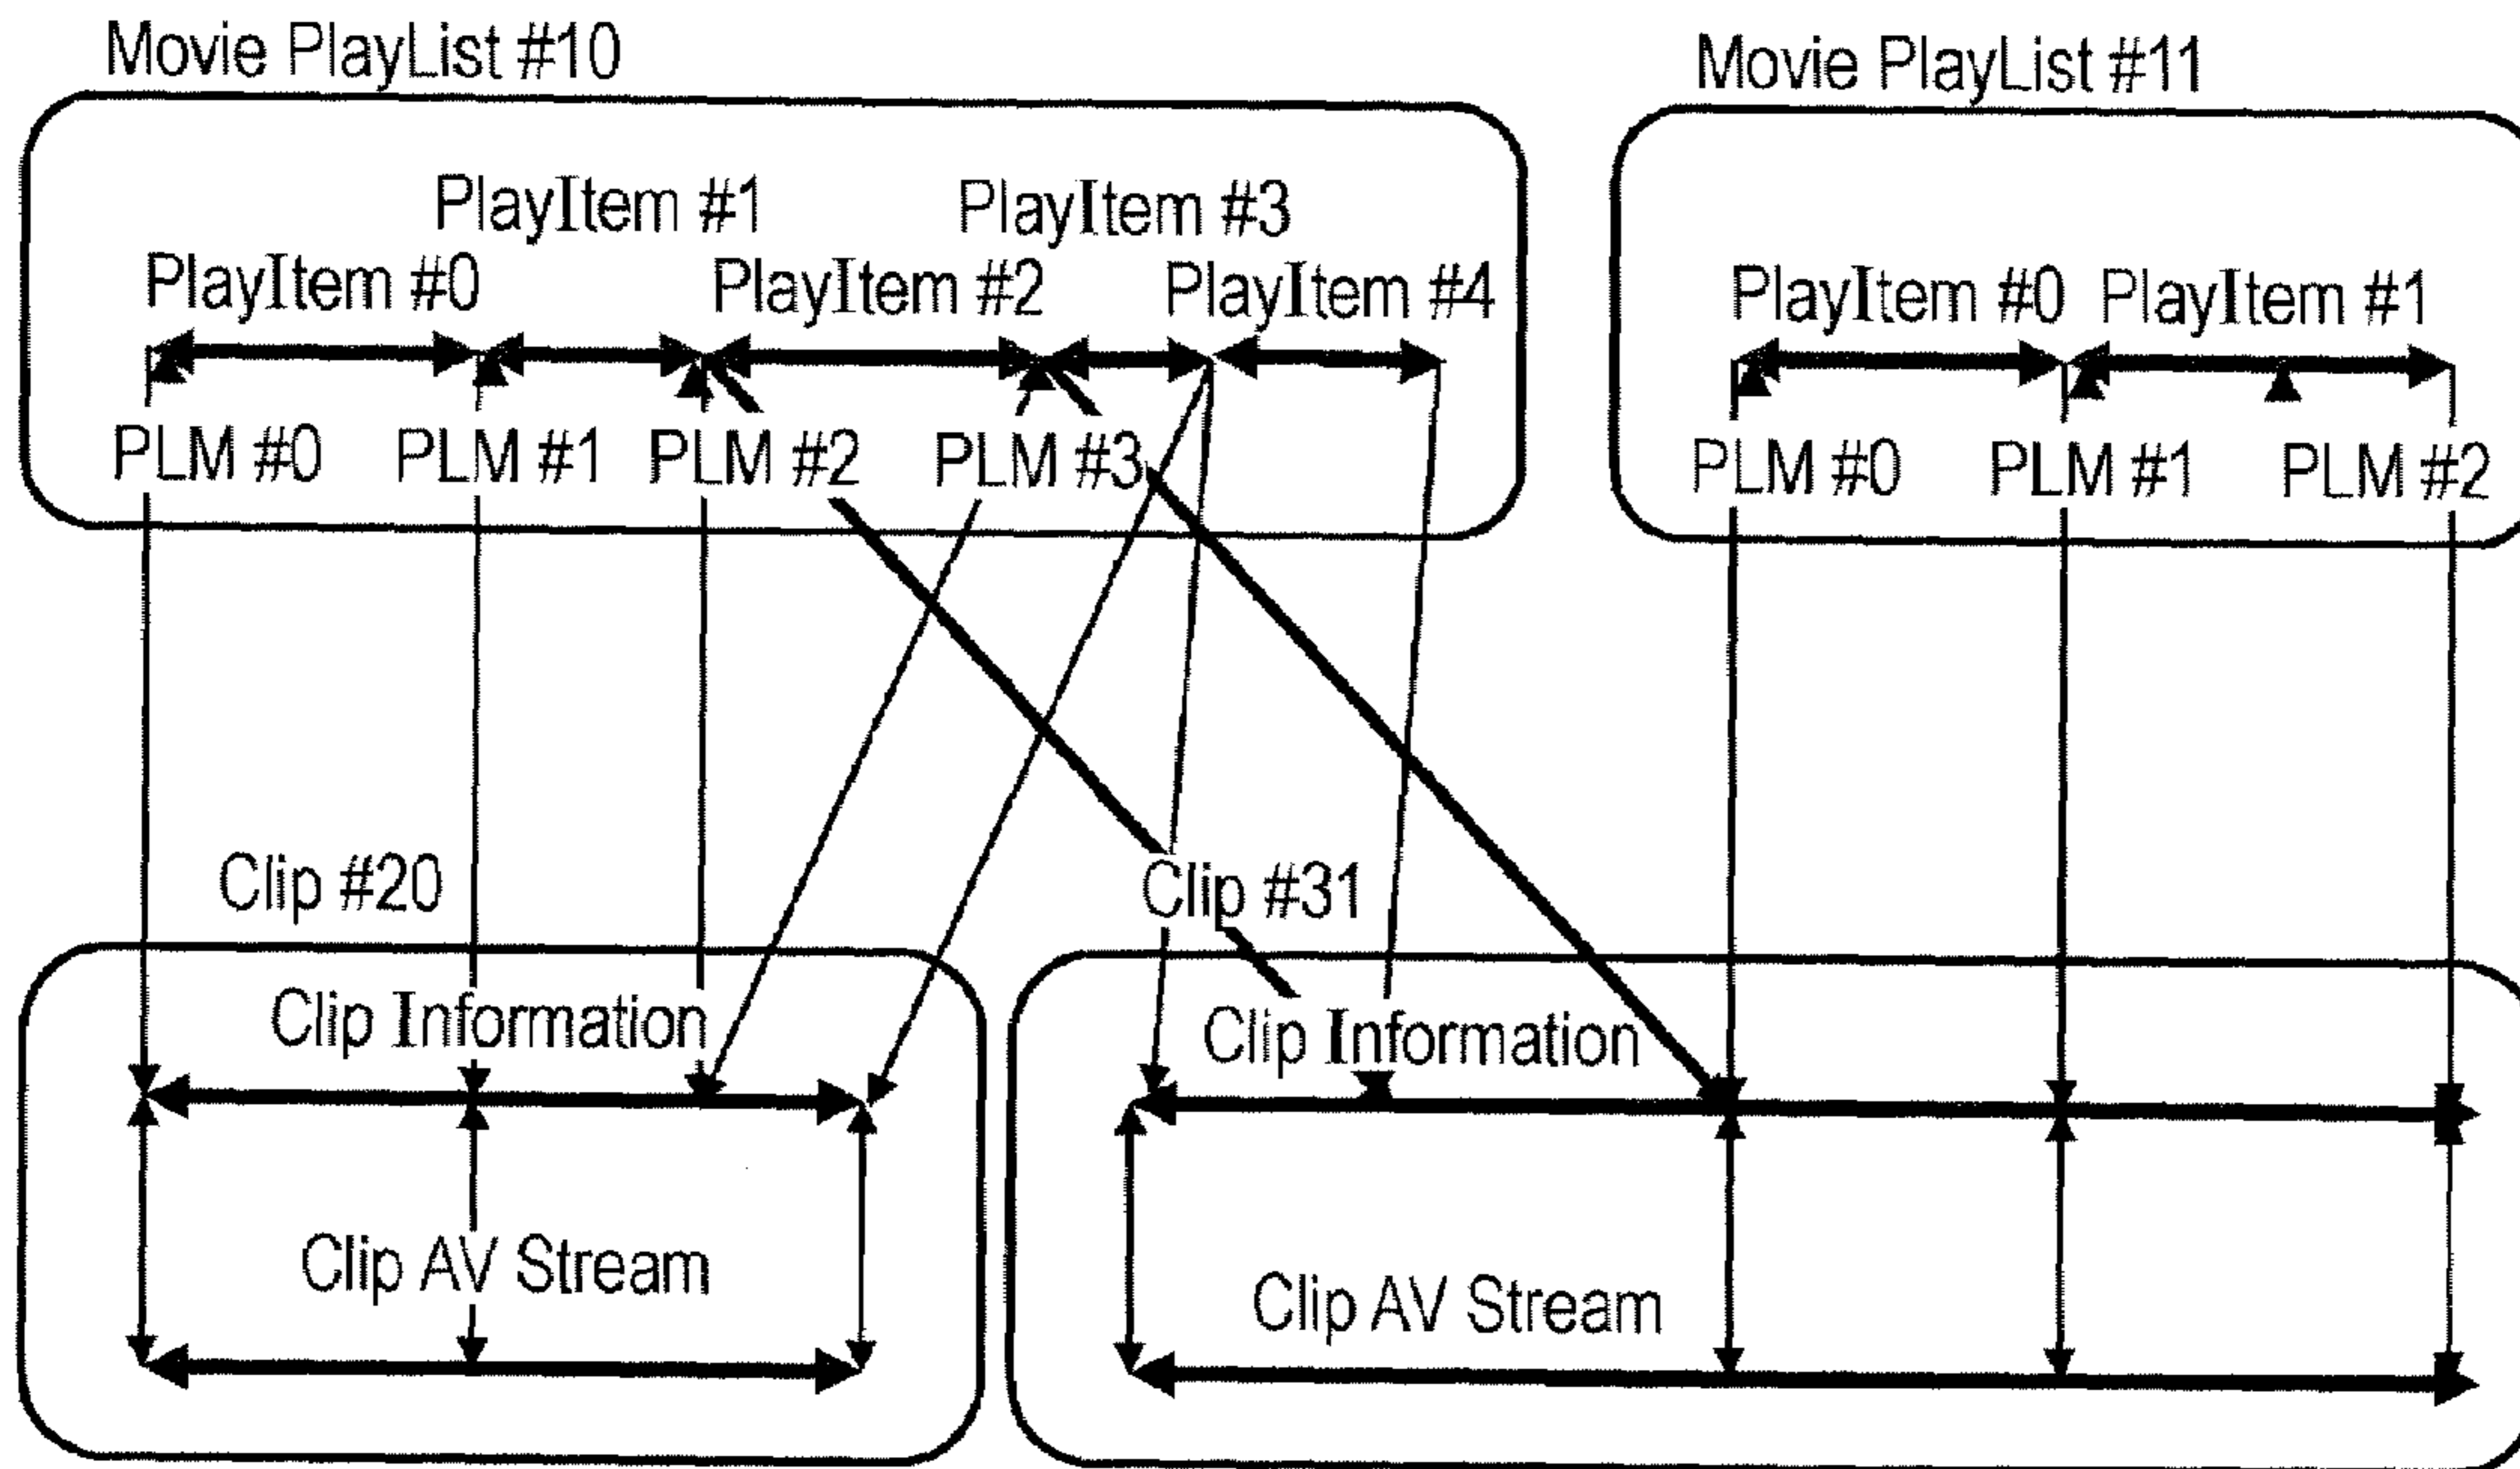 Movie PlayList #10
Movie PlayList #11
PlayItem #1
PlayItem #3
PlayItem #0
PlayItem #2
PlayItem #4
PlayItem #0
PlayItem #1
PLM #0
PLM #1
PLM #2
PLM #3
PLM #0
PLM #1
PLM #2
Clip #20
Clip #31
Clip Information
Clip Information
Clip AV Stream
Clip AV Stream